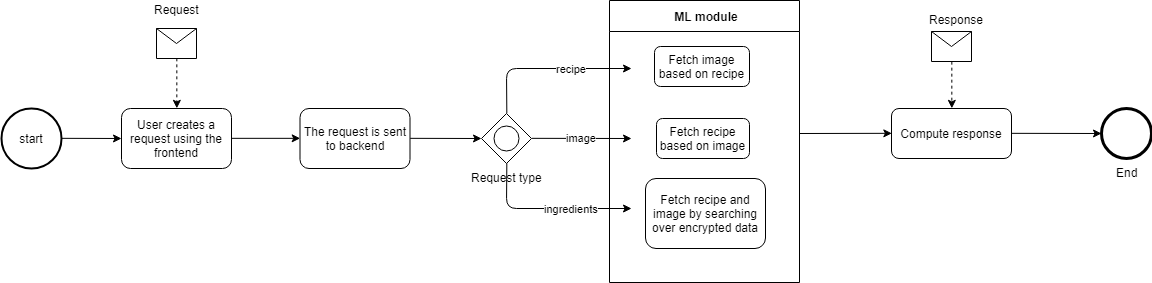 Request
start
User creates a
request using the
frontend
The request is sent
to backend
Request type
recipe
image
ingredients
ML module
Fetch image
based on recipe
Fetch recipe
based on image
Fetch recipe and
image by searching
over encrypted data
Response
Compute response
End